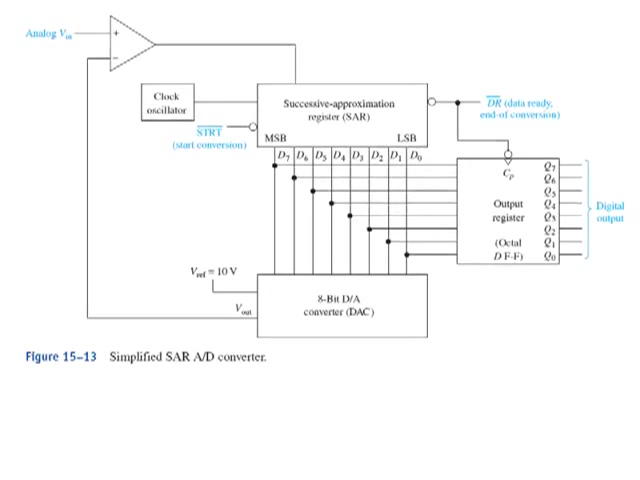 Analog Vin
+
−
Clock oscillator
Successive-approximation register (SAR)
DR (data ready, end-of-conversion)
STRT (start conversion)
MSB LSB
D7 D6 D5 D4 D3 D2 D1 D0
Cp
Q7
Q6
Q5
Output Q4
register Q3
Q2
(Octal Q1
D F-F) Q0
Digital output
Vref = 10 V
Vout
8-Bit D/A converter (DAC)
Figure 15–13 Simplified SAR A/D converter.